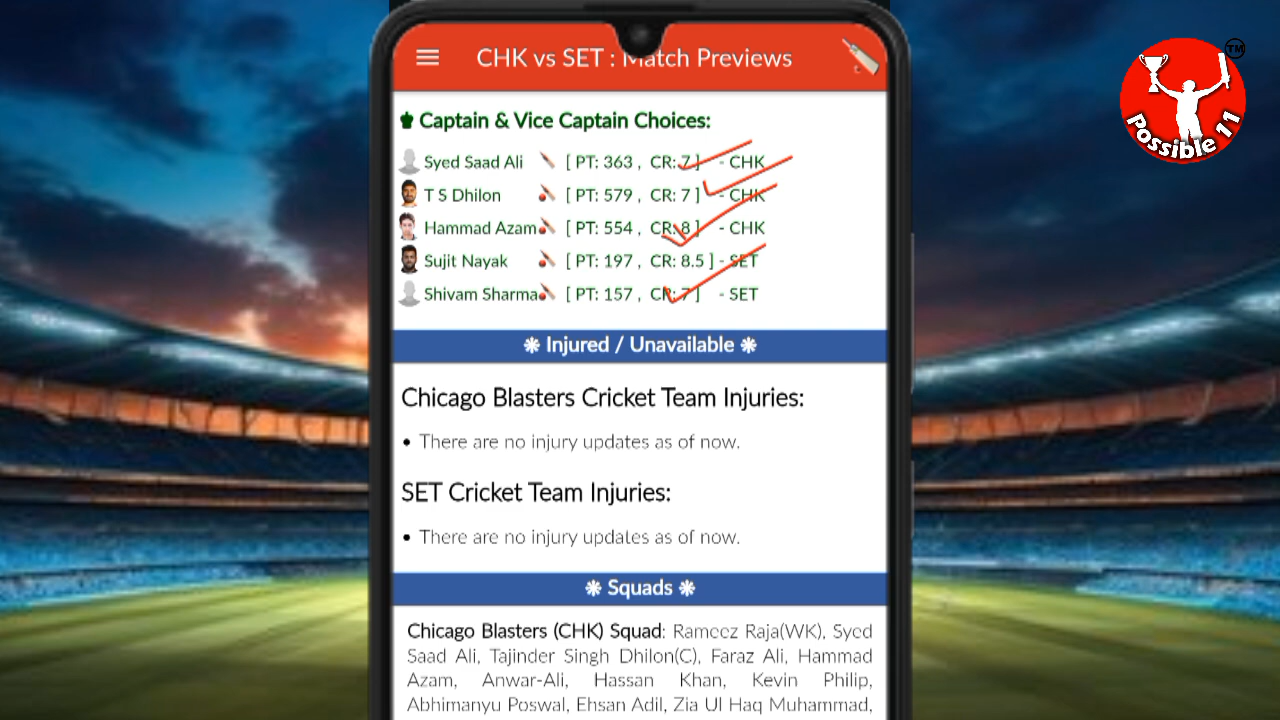 CHK vs SET : Match Previews
TM
Possible 11
Captain & Vice Captain Choices:
Syed Saad Ali [ PT: 363 , CR: 7 ] - CHK
T S Dhilon [ PT: 579 , CR: 7 ] - CHK
Hammad Azam [ PT: 554 , CR: 8 ] - CHK
Sujit Nayak [ PT: 197 , CR: 8.5 ] - SET
Shivam Sharma [ PT: 157 , CR: 7 ] - SET
❋ Injured / Unavailable ❋
Chicago Blasters Cricket Team Injuries:
• There are no injury updates as of now.
SET Cricket Team Injuries:
• There are no injury updates as of now.
❋ Squads ❋
Chicago Blasters (CHK) Squad: Rameez Raja(WK), Syed
Saad Ali, Tajinder Singh Dhilon(C), Faraz Ali, Hammad
Azam, Anwar-Ali, Hassan Khan, Kevin Philip,
Abhimanyu Poswal, Ehsan Adil, Zia Ul Haq Muhammad,